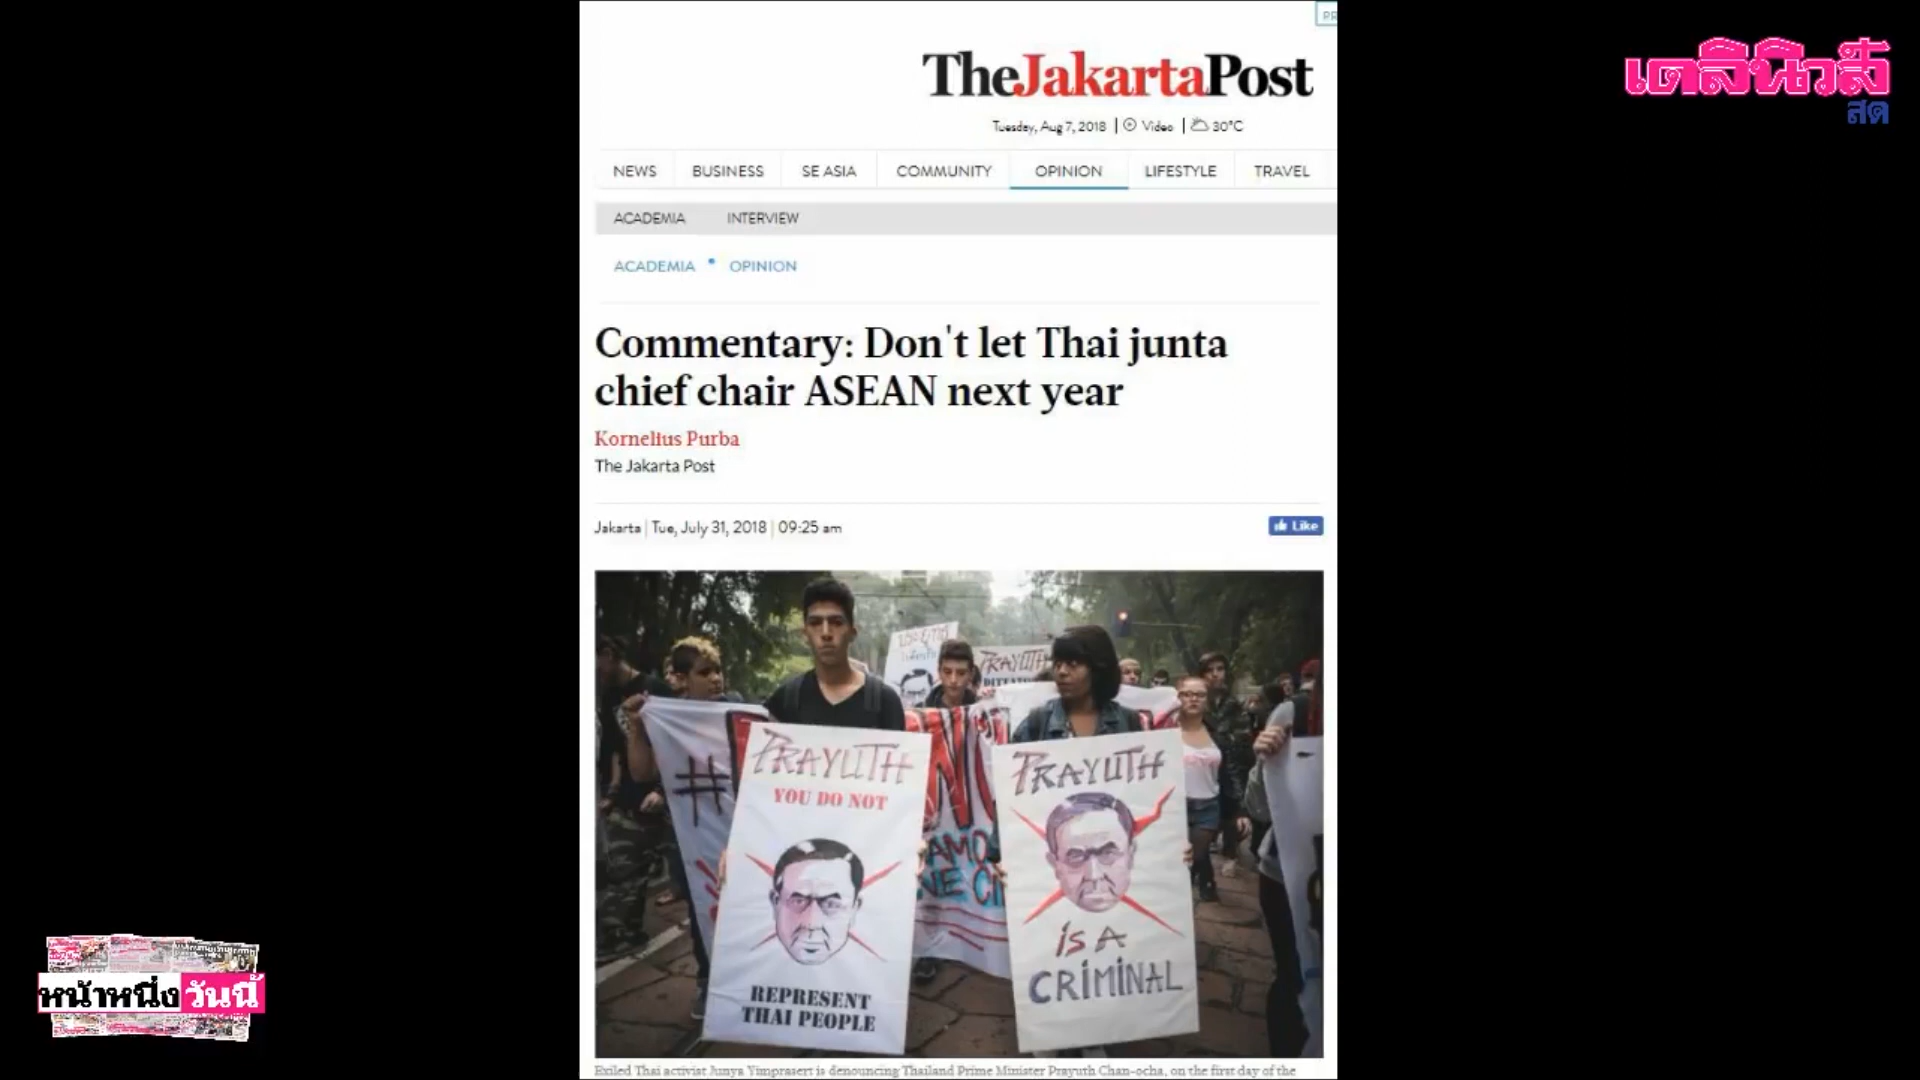 PR
TheJakartaPost
เดลินิวส์
สด
Tuesday, Aug 7, 2018 | Video | 30°C
NEWS BUSINESS SE ASIA COMMUNITY OPINION LIFESTYLE TRAVEL
ACADEMIA INTERVIEW
ACADEMIA • OPINION
Commentary: Don't let Thai junta
chief chair ASEAN next year
Kornelius Purba
The Jakarta Post
Jakarta | Tue, July 31, 2018 | 09:25 am
Like
PRAYUTH
#
PRAYUTH
YOU DO NOT
REPRESENT
THAI PEOPLE
PRAYUTH
IS A
CRIMINAL
หน้าหนึ่งวันนี้
Exiled Thai activist Junya Yimprasert is denouncing Thailand Prime Minister Prayuth Chan-ocha, on the first day of the